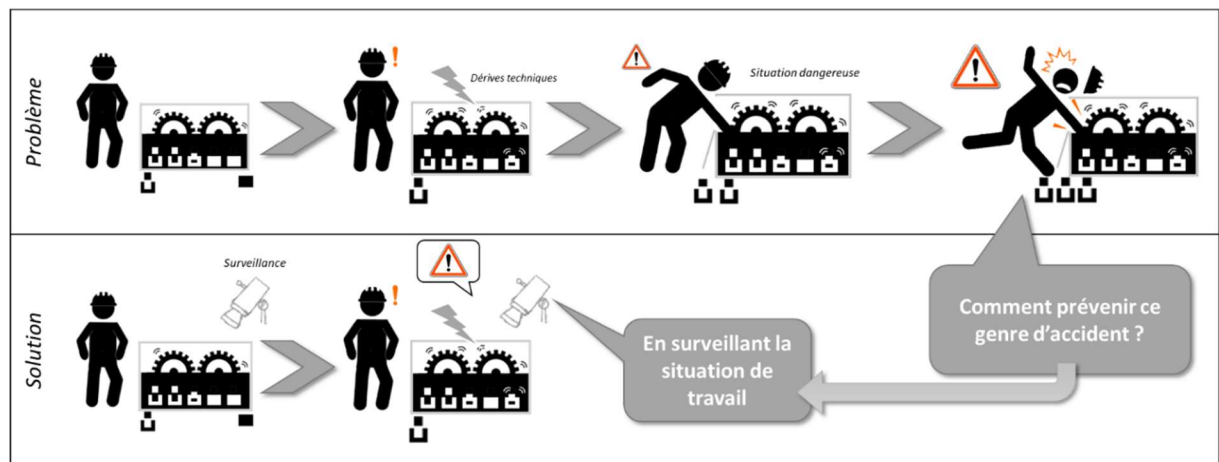 Problème
!
Dérives techniques
!
Situation dangereuse
!
Solution
Surveillance
!
!
En surveillant la
situation de
travail
Comment prévenir ce
genre d’accident ?